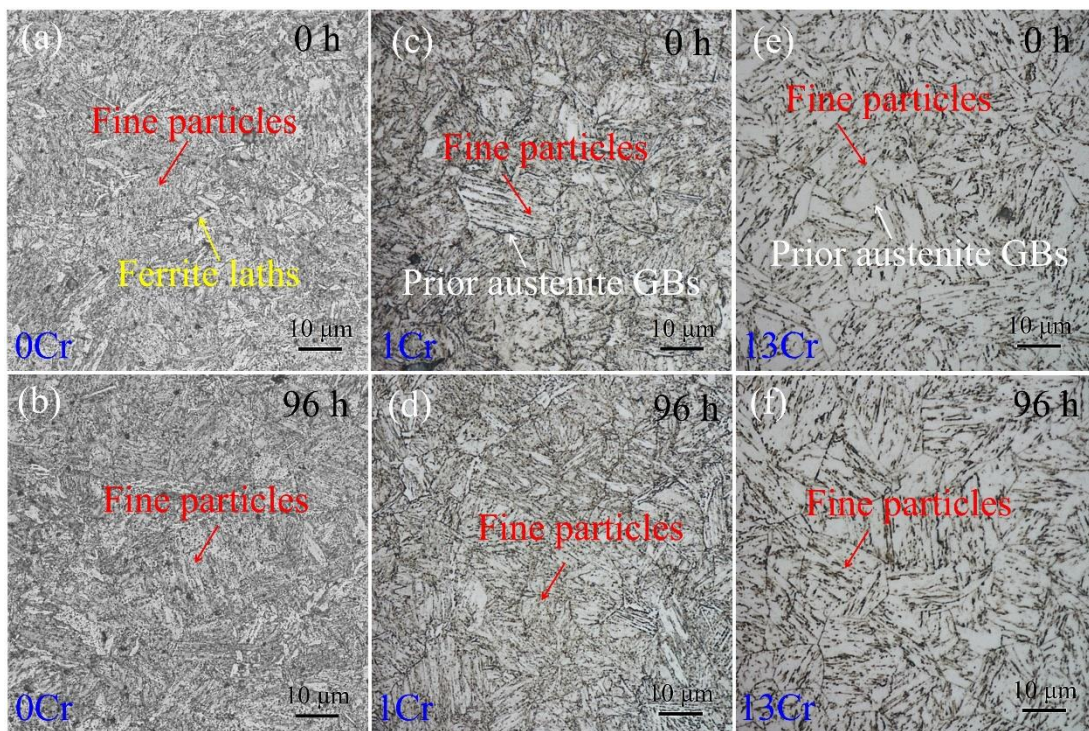 (a)
0 h
Fine particles
Ferrite laths
10 μm
0Cr
(c)
0 h
Fine particles
Prior austenite GBs
10 μm
1Cr
(e)
0 h
Fine particles
Prior austenite GBs
10 μm
13Cr
(b)
96 h
Fine particles
10 μm
0Cr
(d)
96 h
Fine particles
10 μm
1Cr
(f)
96 h
Fine particles
10 μm
13Cr